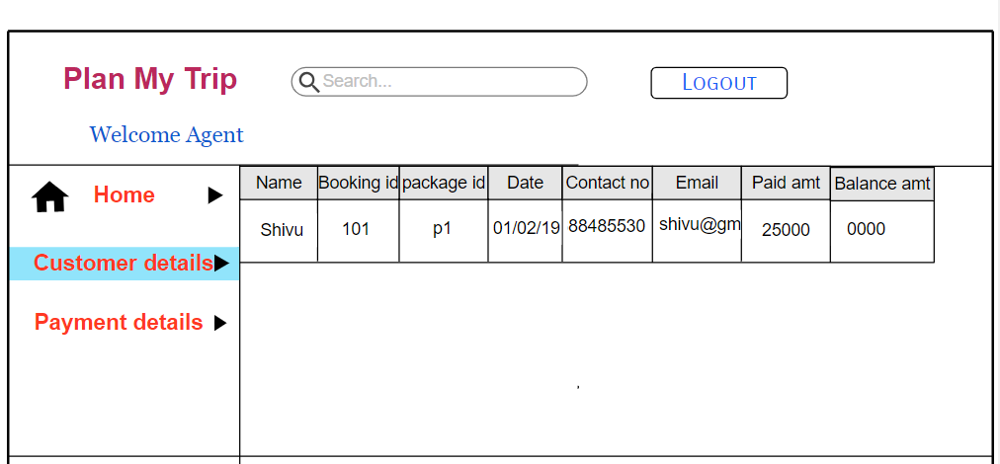 Plan My Trip
Search...
LOGOUT
Welcome Agent
Home
Customer details
Payment details
Name Booking id package id Date Contact no Email Paid amt Balance amt
Shivu 101 p1 01/02/19 88485530 shivu@gm 25000 0000